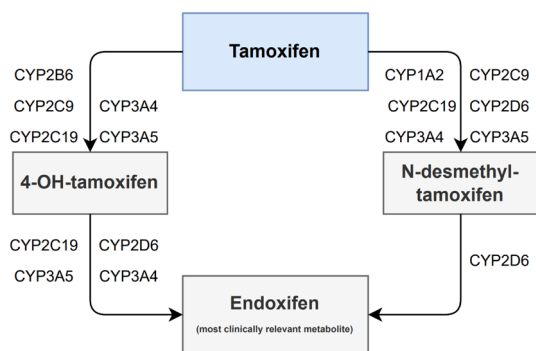 Tamoxifen
CYP2B6
CYP2C9 CYP3A4
CYP2C19 CYP3A5
CYP1A2 CYP2C9
CYP2C19 CYP2D6
CYP3A4 CYP3A5
4-OH-tamoxifen
N-desmethyl-
tamoxifen
CYP2C19 CYP2D6
CYP3A5 CYP3A4
CYP2D6
Endoxifen
(most clinically relevant metabolite)